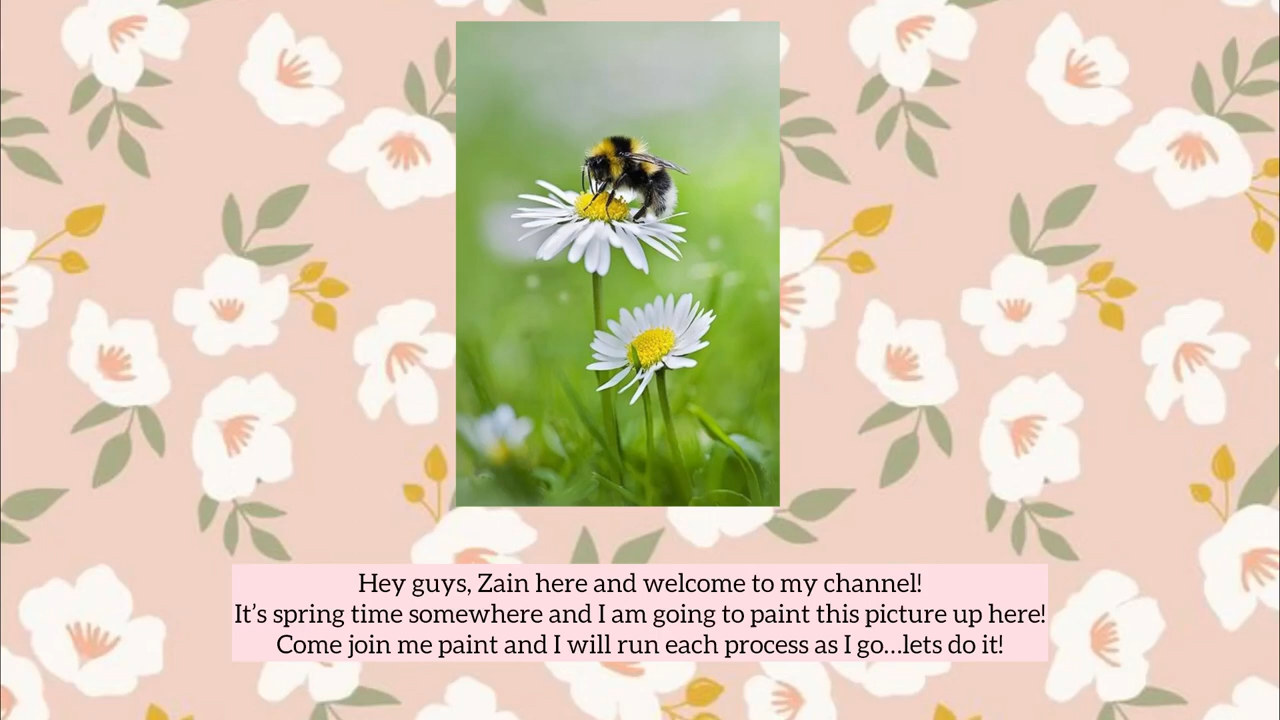 Hey guys, Zain here and welcome to my channel!
It’s spring time somewhere and I am going to paint this picture up here!
Come join me paint and I will run each process as I go...lets do it!